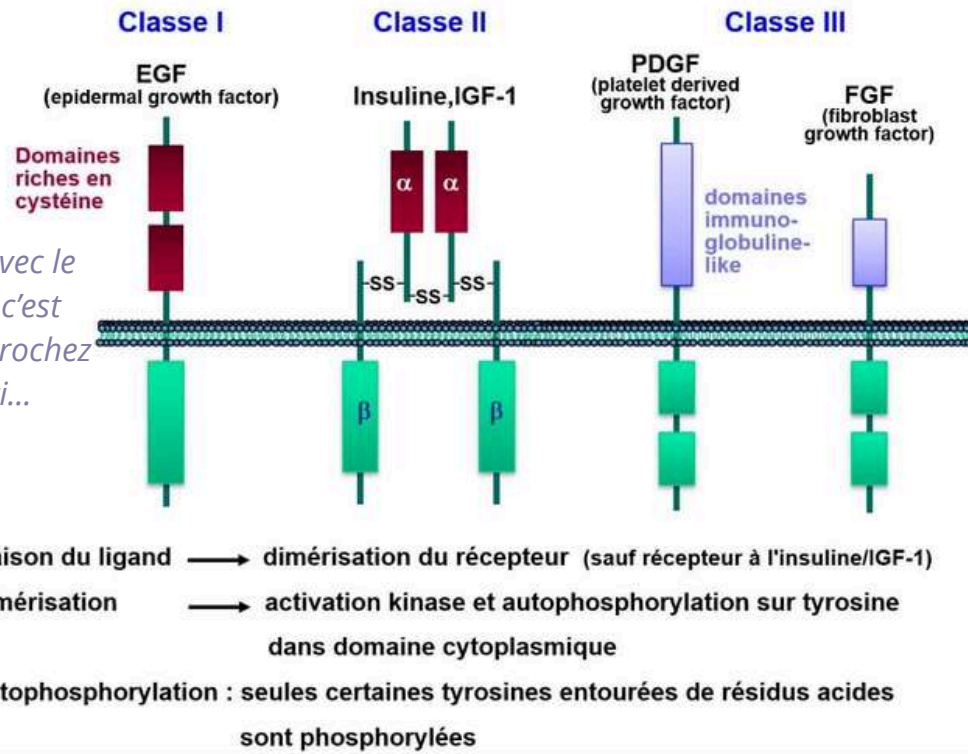 Classe I
Classe II
Classe III
EGF
(epidermal growth factor)
Insuline,IGF-1
PDGF
(platelet derived
growth factor)
FGF
(fibroblast
growth factor)
Domaines
riches en
cystéine
α α
domaines
immuno-
globuline-
like
vec le
c’est
rochez
i...
SS SS SS
β β
aison du ligand → dimérisation du récepteur (sauf récepteur à l'insuline/IGF-1)
mérisation → activation kinase et autophosphorylation sur tyrosine
dans domaine cytoplasmique
tophosphorylation : seules certaines tyrosines entourées de résidus acides
sont phosphorylées